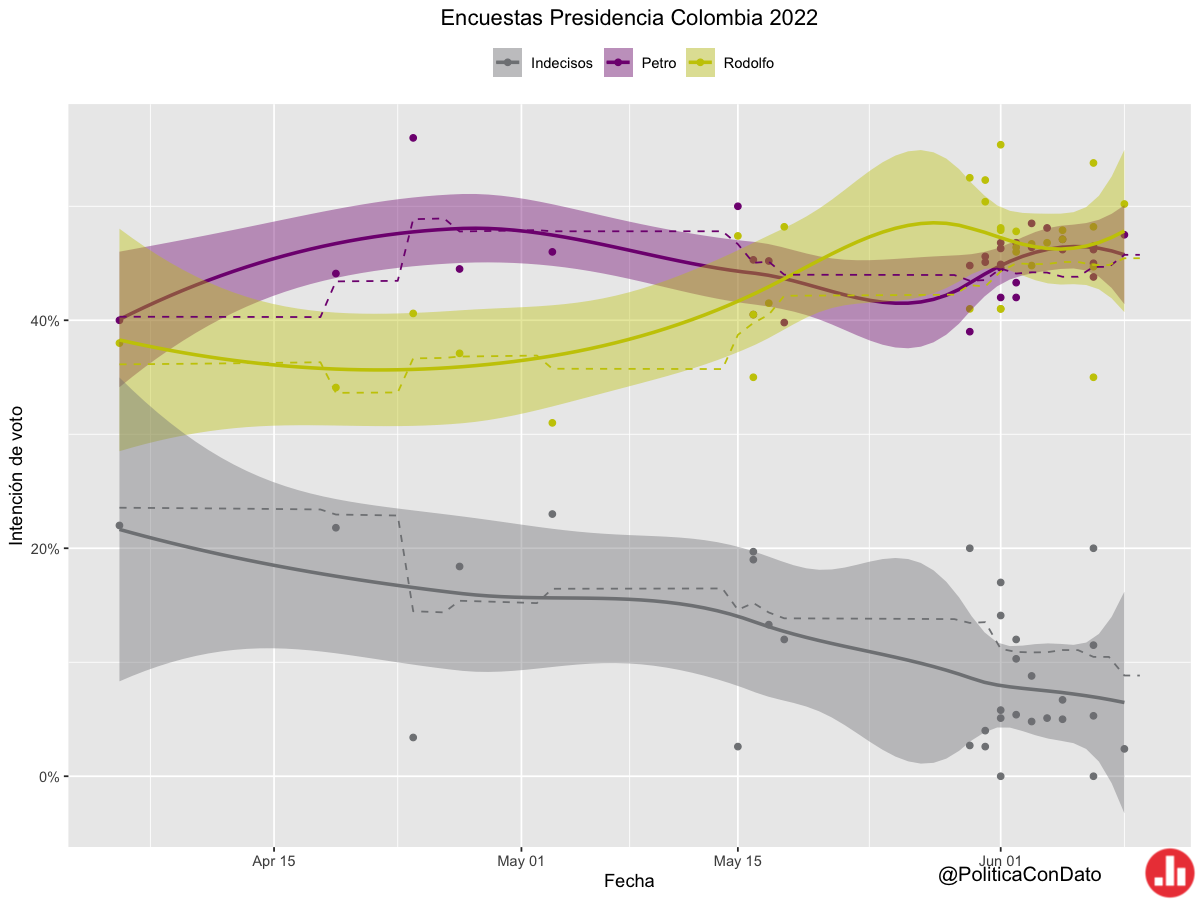 Encuestas Presidencia Colombia 2022
Indecisos Petro Rodolfo
Intención de voto
40%
20%
0%
Apr 15 May 01 May 15 Jun 01
Fecha
@PoliticaConDato